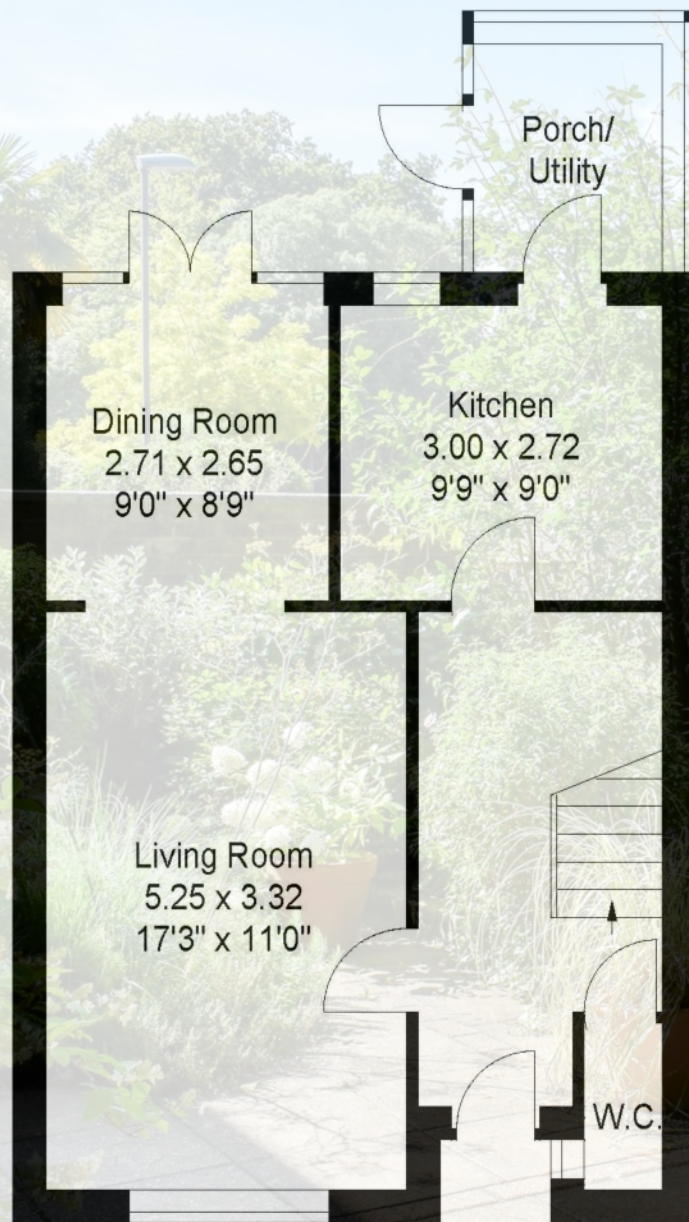 Porch/
Utility
Dining Room
2.71 x 2.65
9'0" x 8'9"
Kitchen
3.00 x 2.72
9'9" x 9'0"
Living Room
5.25 x 3.32
17'3" x 11'0"
W.C.